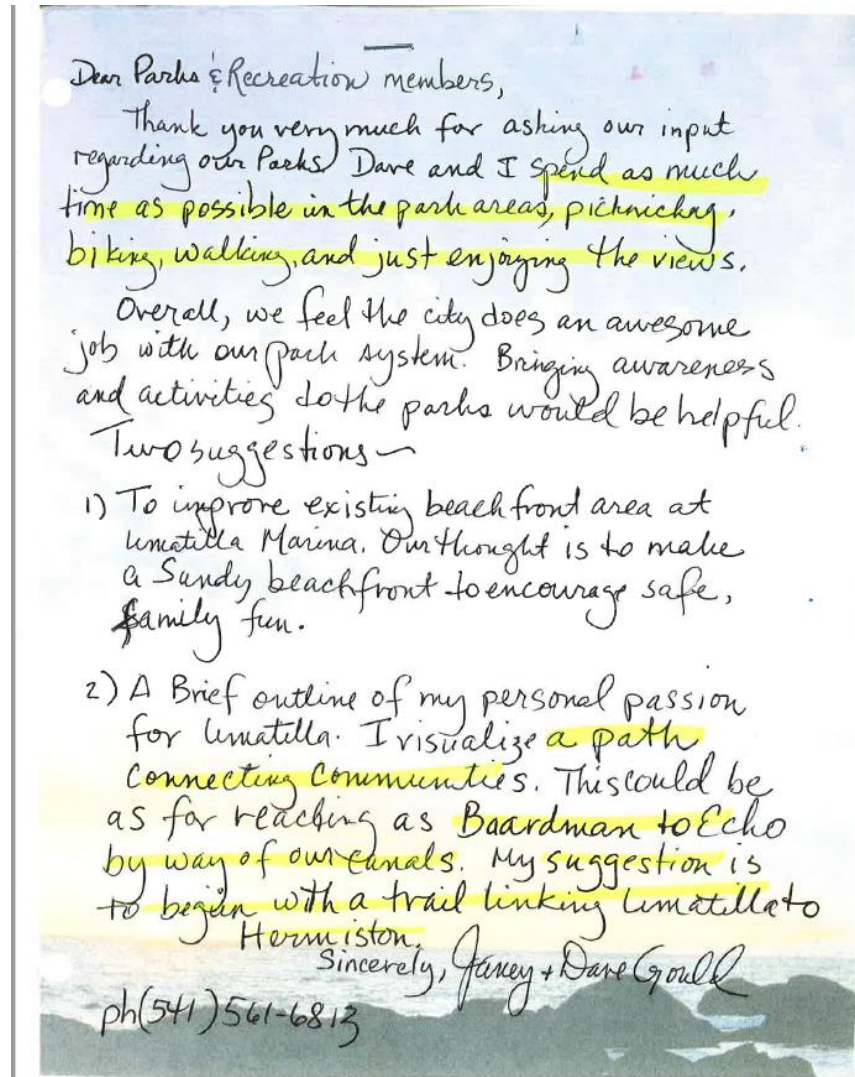 Dear Parks & Recreation members,
Thank you very much for asking our input
regarding our Parks. Dave and I spend as much
time as possible in the park areas, picknickng,
biking, walking, and just enjoying the views.
Overall, we feel the city does an awesome
job with our park system. Bringing awareness
and activities to the parks would be helpful.
Two suggestions ~
1) To improve existing beachfront area at
Umatilla Marina. Our thought is to make
a Sandy beachfront to encourage safe,
family fun.
2) A Brief outline of my personal passion
for Umatilla. I visualize a path
Connecting Communities. This could be
as far reaching as Boardman to Echo
by way of our canals. My suggestion is
to begin with a trail linking Umatilla to
Hermiston.
Sincerely, Janey + Dave Gould
ph(541)561-6813